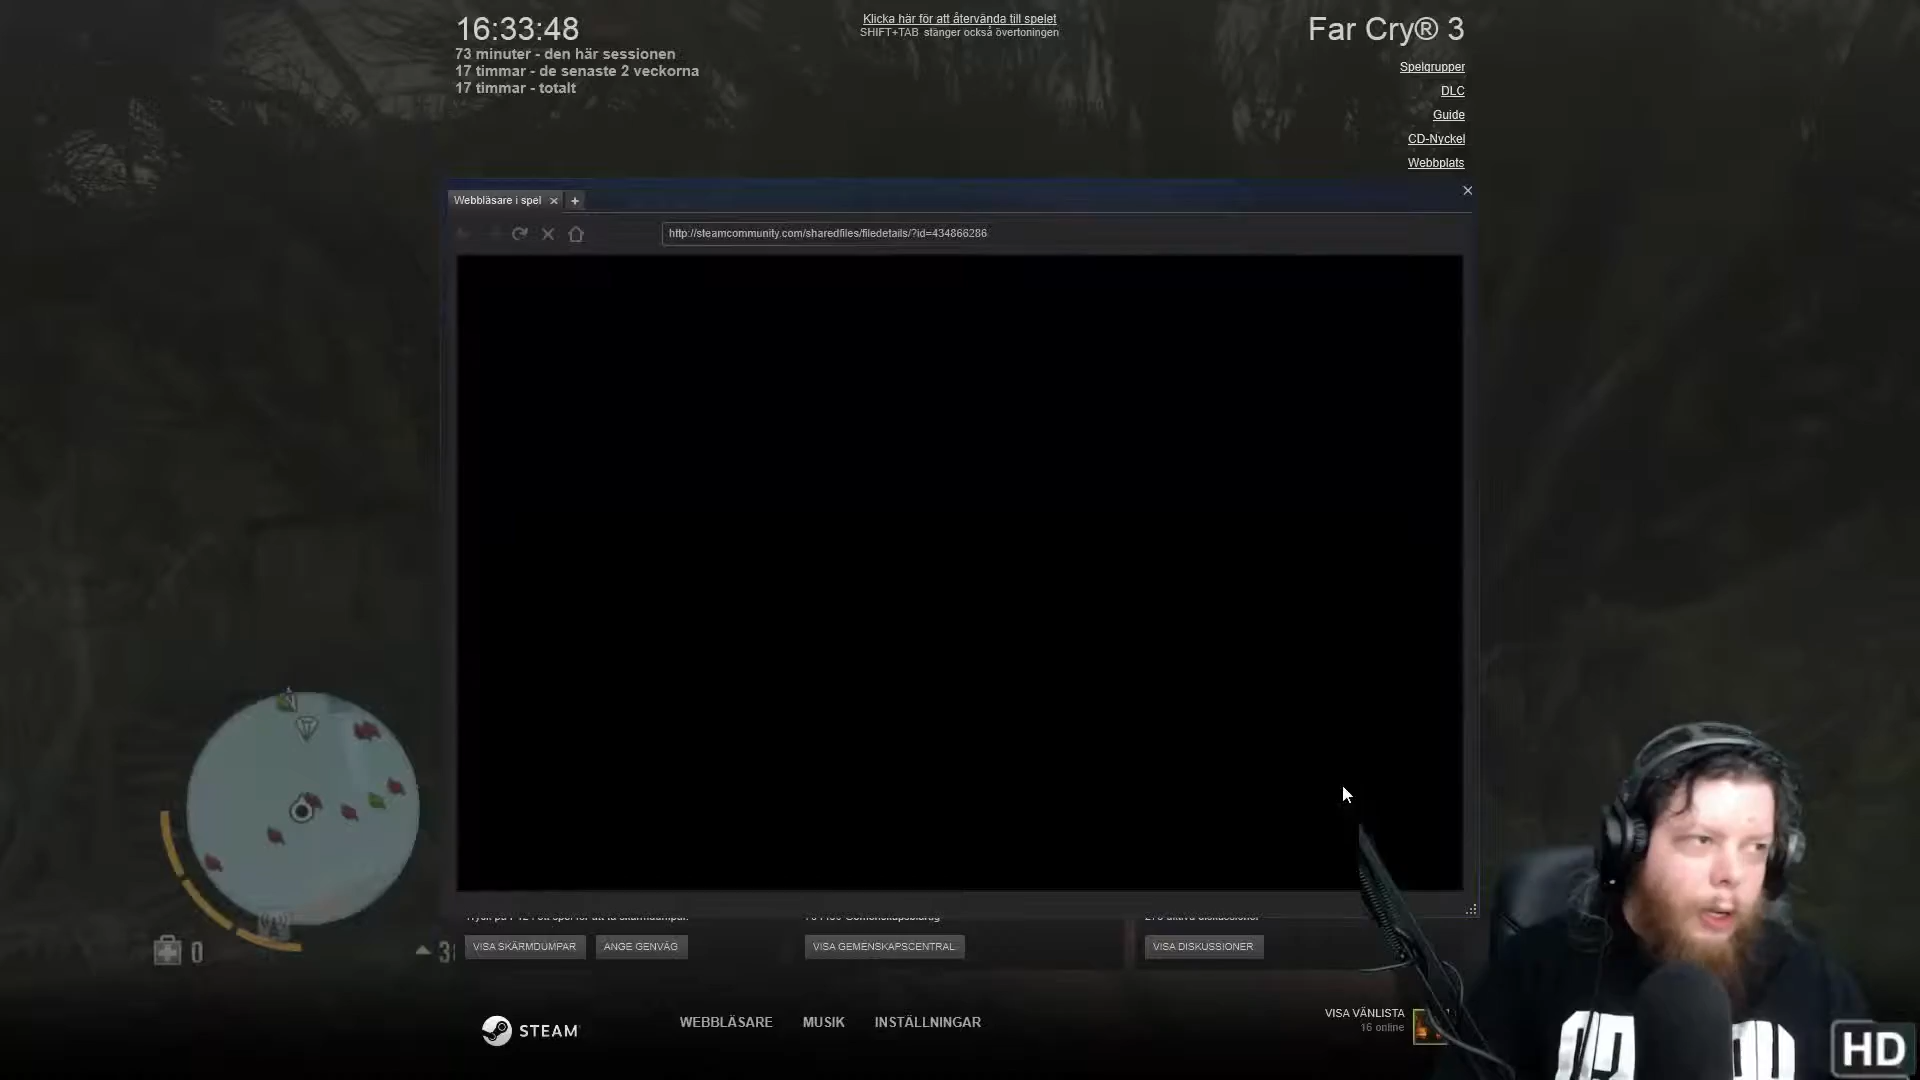 16:33:48
73 minuter - den här sessionen
17 timmar - de senaste 2 veckorna
17 timmar - totalt
Klicka här för att återvända till spelet
SHIFT+TAB stänger också övertoningen
Far Cry® 3
Spelgrupper
DLC
Guide
CD-Nyckel
Webbplats
Webbläsare i spel
http://steamcommunity.com/sharedfiles/filedetails/?id=434866286
VISA SKÄRMDUMPAR
ANGE GENVÄG
VISA GEMENSKAPSCENTRAL
VISA DISKUSSIONER
0
3
STEAM
WEBBLÄSARE
MUSIK
INSTÄLLNINGAR
VISA VÄNLISTA
16 online
HD